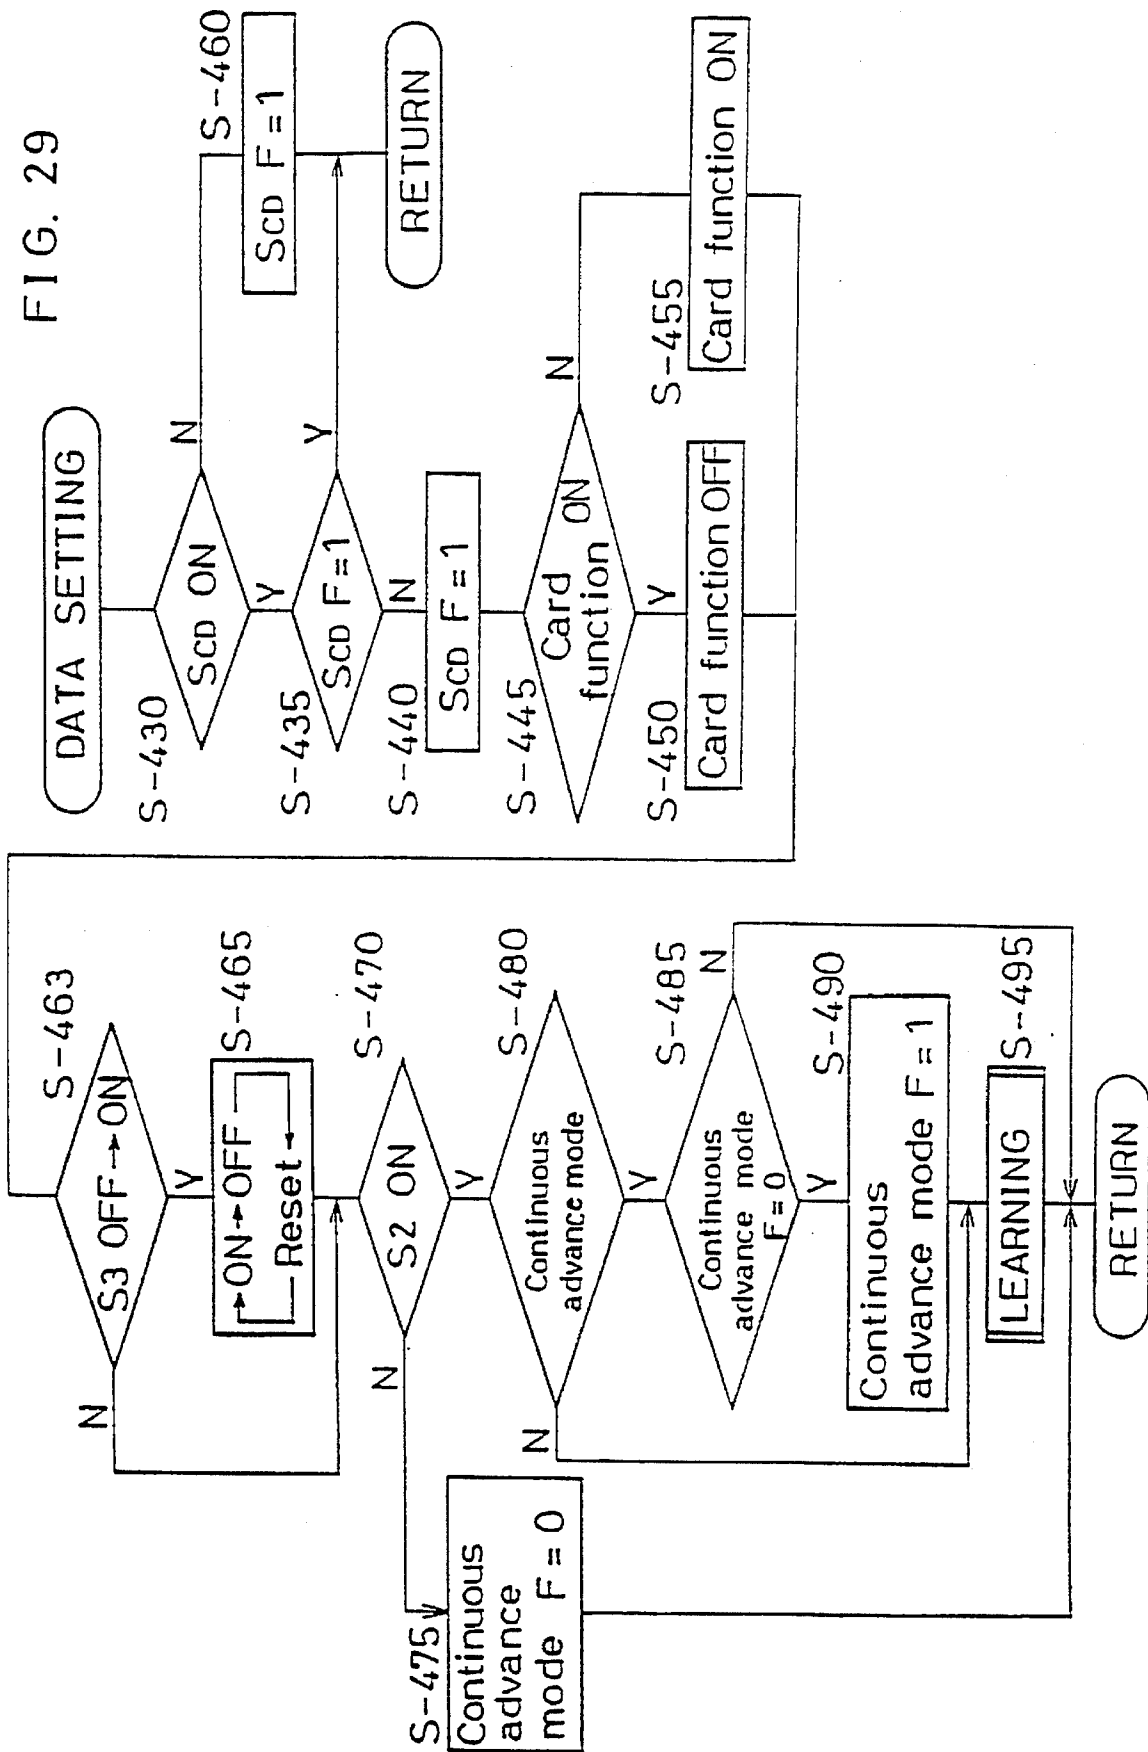 FIG. 29
DATA SETTING
S-430
SCD ON
N
Y
S-460
SCD F=1
S-435
SCD F=1
Y
N
RETURN
S-440
SCD F=1
S-445
Card
function ON
N
Y
S-450
Card function OFF
S-455
Card function ON
S-463
S3 OFF→ON
N
Y
S-465
ON→OFF
Reset
S-470
S2 ON
N
Y
S-475
Continuous
advance
mode F=0
S-480
Continuous
advance mode
N
Y
S-485
Continuous
advance mode
F=0
N
Y
S-490
Continuous
advance mode F=1
S-495
LEARNING
RETURN